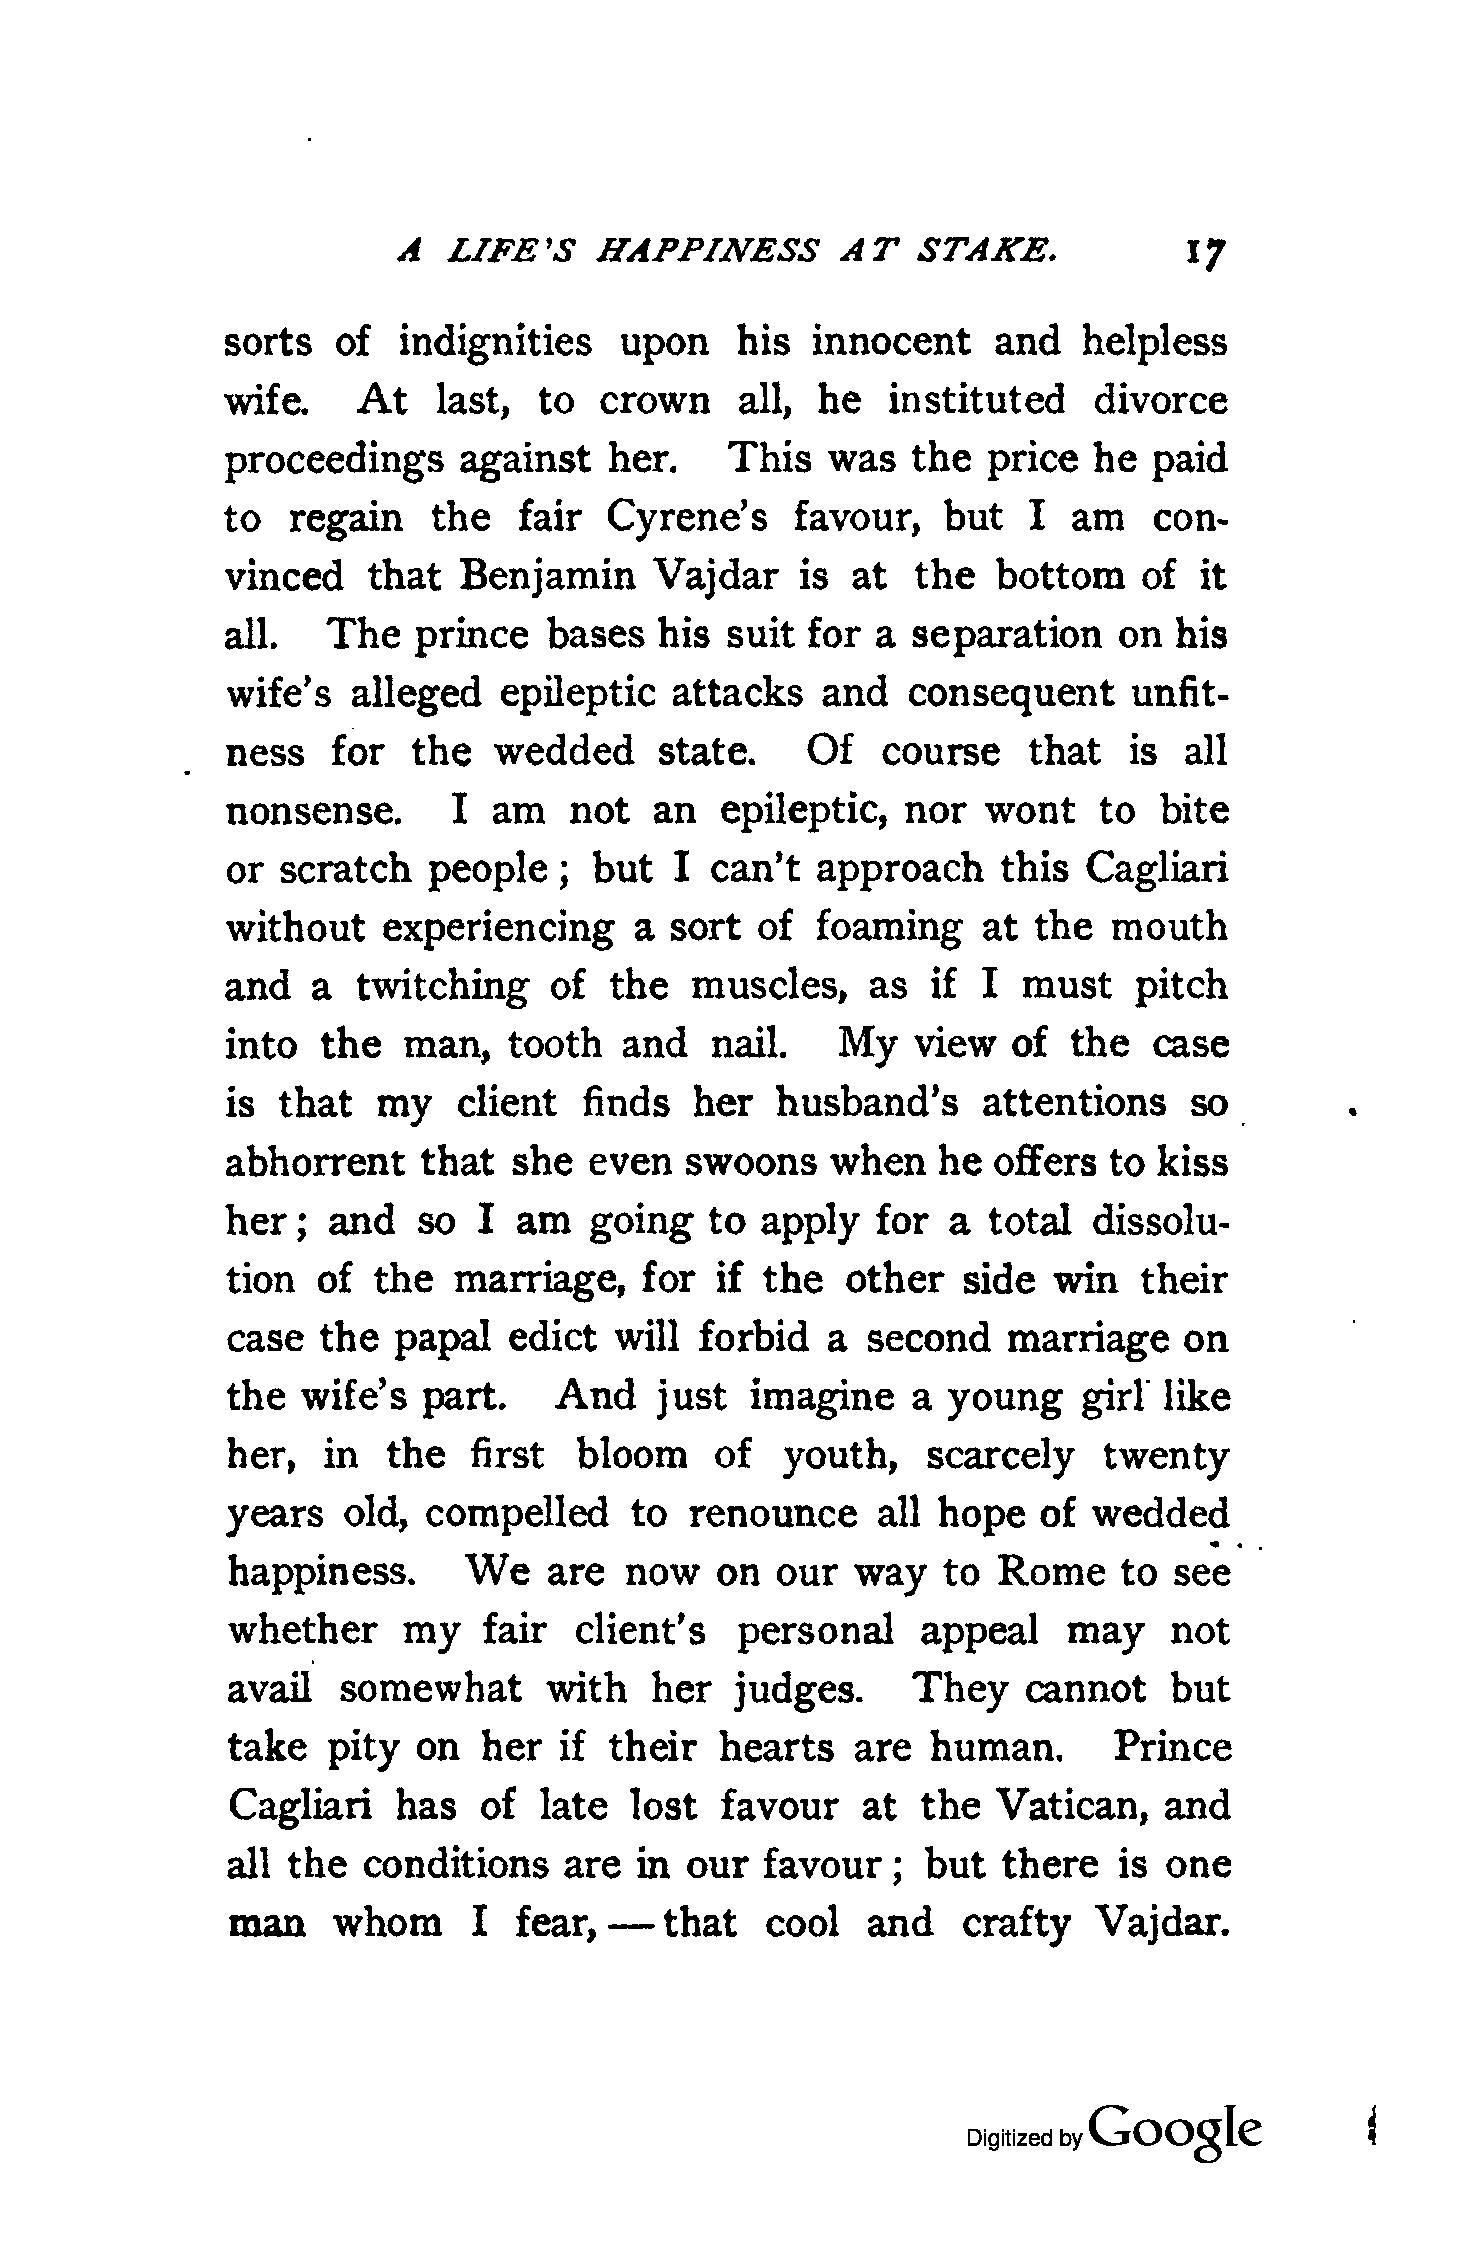 A LIFE'S HAPPINESS AT STAKE. 17
sorts of indignities upon his innocent and helpless
wife. At last, to crown all, he instituted divorce
proceedings against her. This was the price he paid
to regain the fair Cyrene's favour, but I am con-
vinced that Benjamin Vajdar is at the bottom of it
all. The prince bases his suit for a separation on his
wife's alleged epileptic attacks and consequent unfit-
ness for the wedded state. Of course that is all
nonsense. I am not an epileptic, nor wont to bite
or scratch people ; but I can't approach this Cagliari
without experiencing a sort of foaming at the mouth
and a twitching of the muscles, as if I must pitch
into the man, tooth and nail. My view of the case
is that my client finds her husband's attentions so
abhorrent that she even swoons when he offers to kiss
her ; and so I am going to apply for a total dissolu-
tion of the marriage, for if the other side win their
case the papal edict will forbid a second marriage on
the wife's part. And just imagine a young girl like
her, in the first bloom of youth, scarcely twenty
years old, compelled to renounce all hope of wedded
happiness. We are now on our way to Rome to see
whether my fair client's personal appeal may not
avail somewhat with her judges. They cannot but
take pity on her if their hearts are human. Prince
Cagliari has of late lost favour at the Vatican, and
all the conditions are in our favour ; but there is one
man whom I fear, — that cool and crafty Vajdar.
Digitized by Google